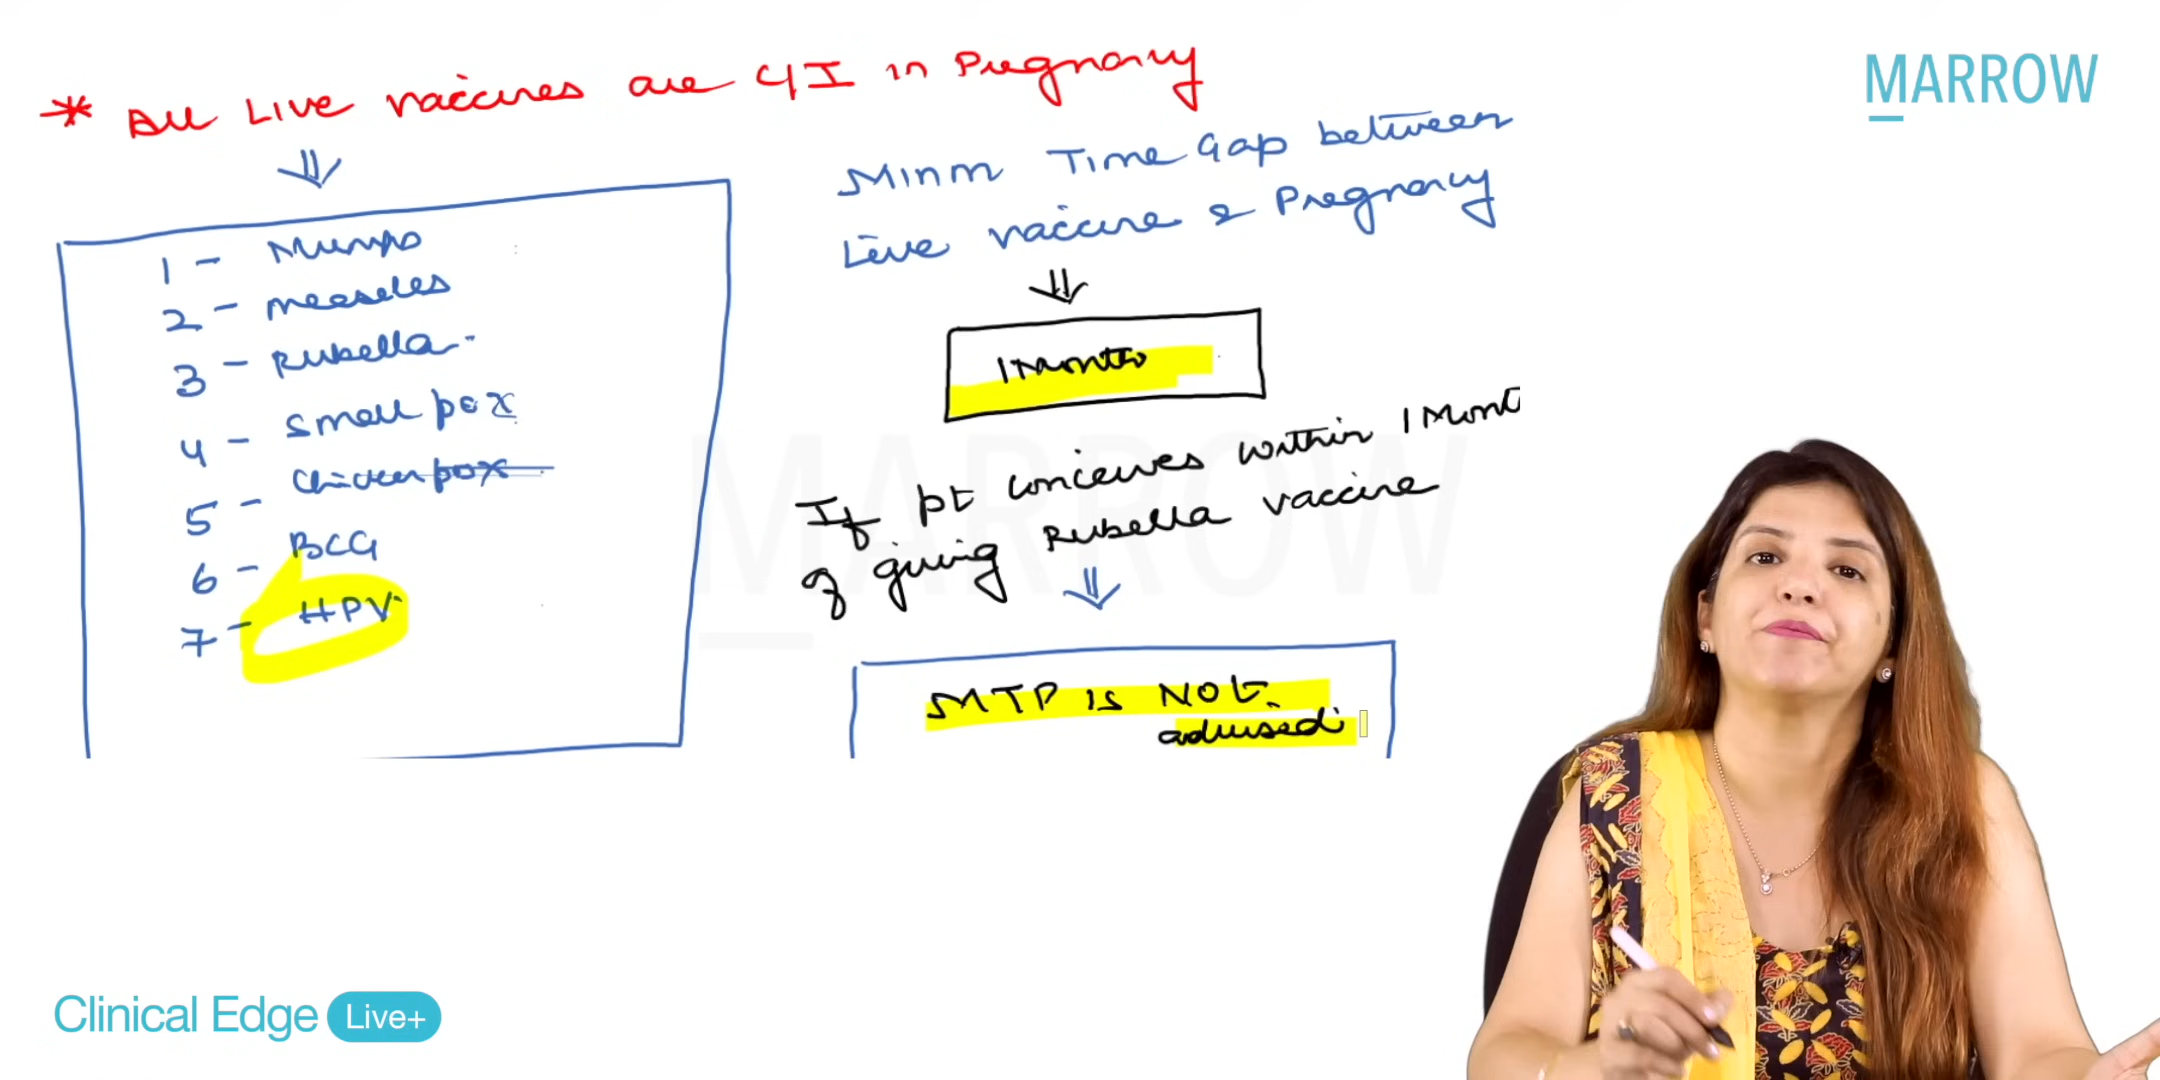 MARROW
* All Live vaccines are C/I in Pregnancy
1 - Mumps
2 - measles
3 - Rubella
4 - Small pox
5 - Chicken pox
6 - BCG
7 - HPV
Minm Time Gap between
Live vaccine & Pregnancy
1 Month
If pt conceives within 1 Mont
of giving Rubella vaccine
MTP is NOT
advised
MARROW
Clinical Edge Live+